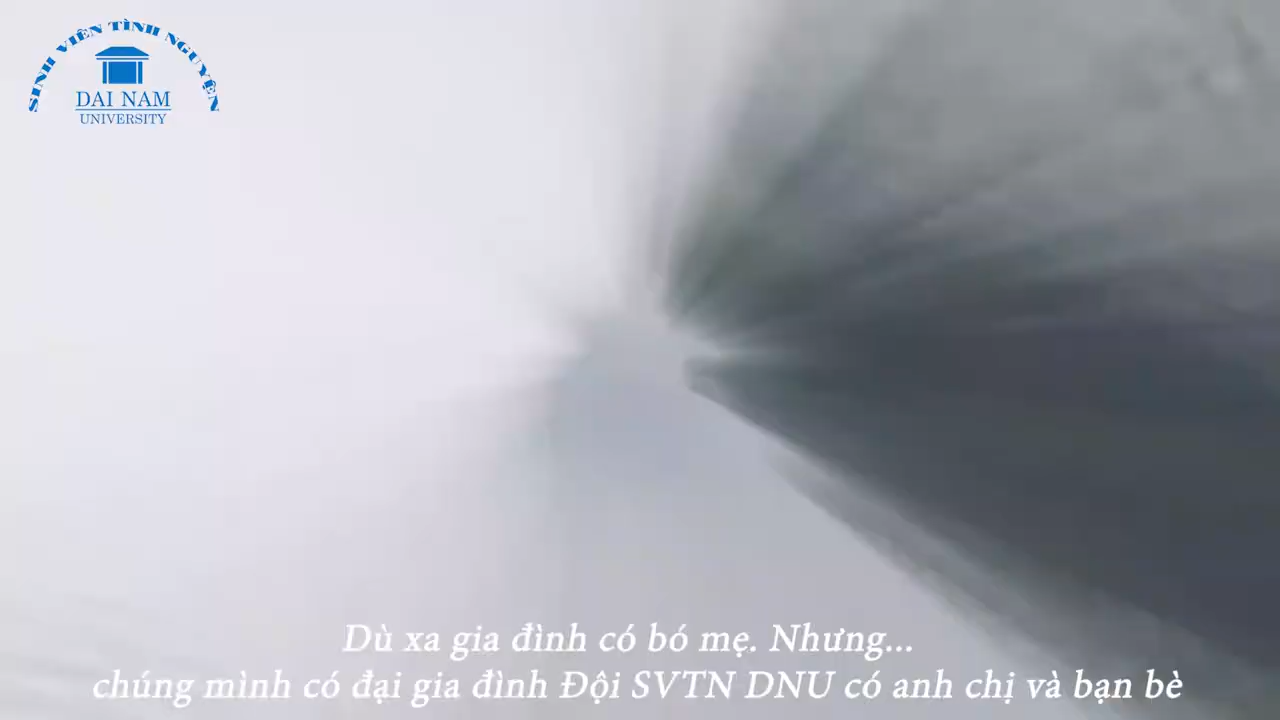 SINH VIÊN TÌNH NGUYỆN
DAI NAM
UNIVERSITY
Dù xa gia đình có bó mẹ. Nhưng...
chúng mình có đại gia đình Đội SVTN DNU có anh chị và bạn bè